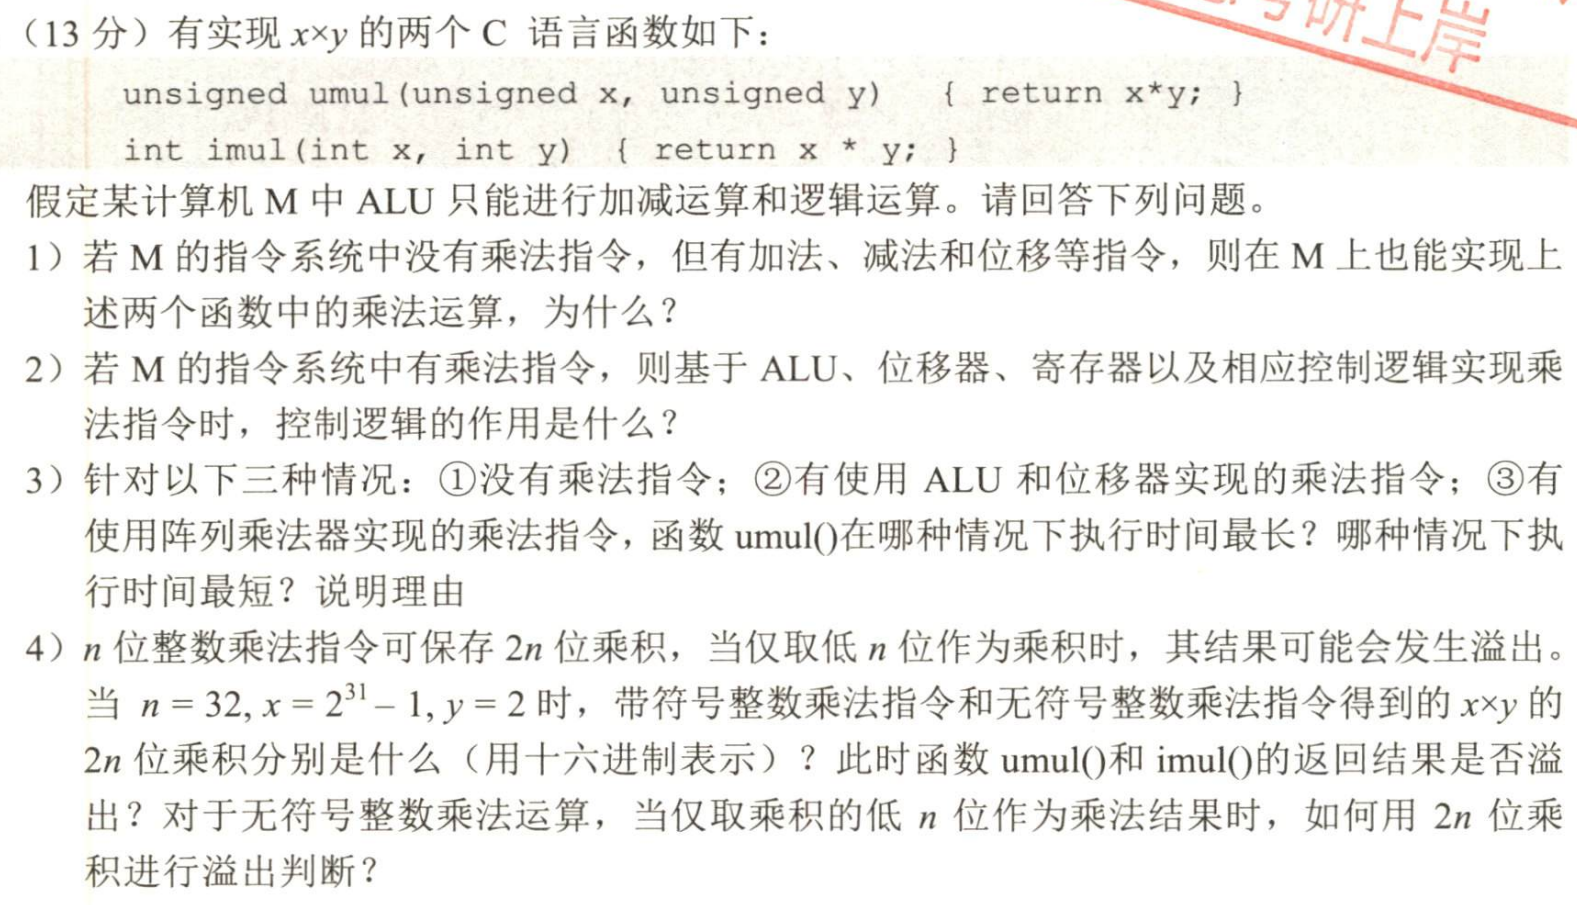 （13 分）有实现 x×y 的两个 C 语言函数如下：
考研上岸
unsigned umul(unsigned x, unsigned y) { return x*y; }
int imul(int x, int y) { return x * y; }
假定某计算机 M 中 ALU 只能进行加减运算和逻辑运算。请回答下列问题。
1）若 M 的指令系统中没有乘法指令，但有加法、减法和位移等指令，则在 M 上也能实现上
述两个函数中的乘法运算，为什么？
2）若 M 的指令系统中有乘法指令，则基于 ALU、位移器、寄存器以及相应控制逻辑实现乘
法指令时，控制逻辑的作用是什么？
3）针对以下三种情况：①没有乘法指令；②有使用 ALU 和位移器实现的乘法指令；③有
使用阵列乘法器实现的乘法指令，函数 umul()在哪种情况下执行时间最长？哪种情况下执
行时间最短？说明理由
4）n 位整数乘法指令可保存 2n 位乘积，当仅取低 n 位作为乘积时，其结果可能会发生溢出。
当 n = 32, x = 2³¹ – 1, y = 2 时，带符号整数乘法指令和无符号整数乘法指令得到的 x×y 的
2n 位乘积分别是什么（用十六进制表示）？此时函数 umul()和 imul()的返回结果是否溢
出？对于无符号整数乘法运算，当仅取乘积的低 n 位作为乘法结果时，如何用 2n 位乘
积进行溢出判断？